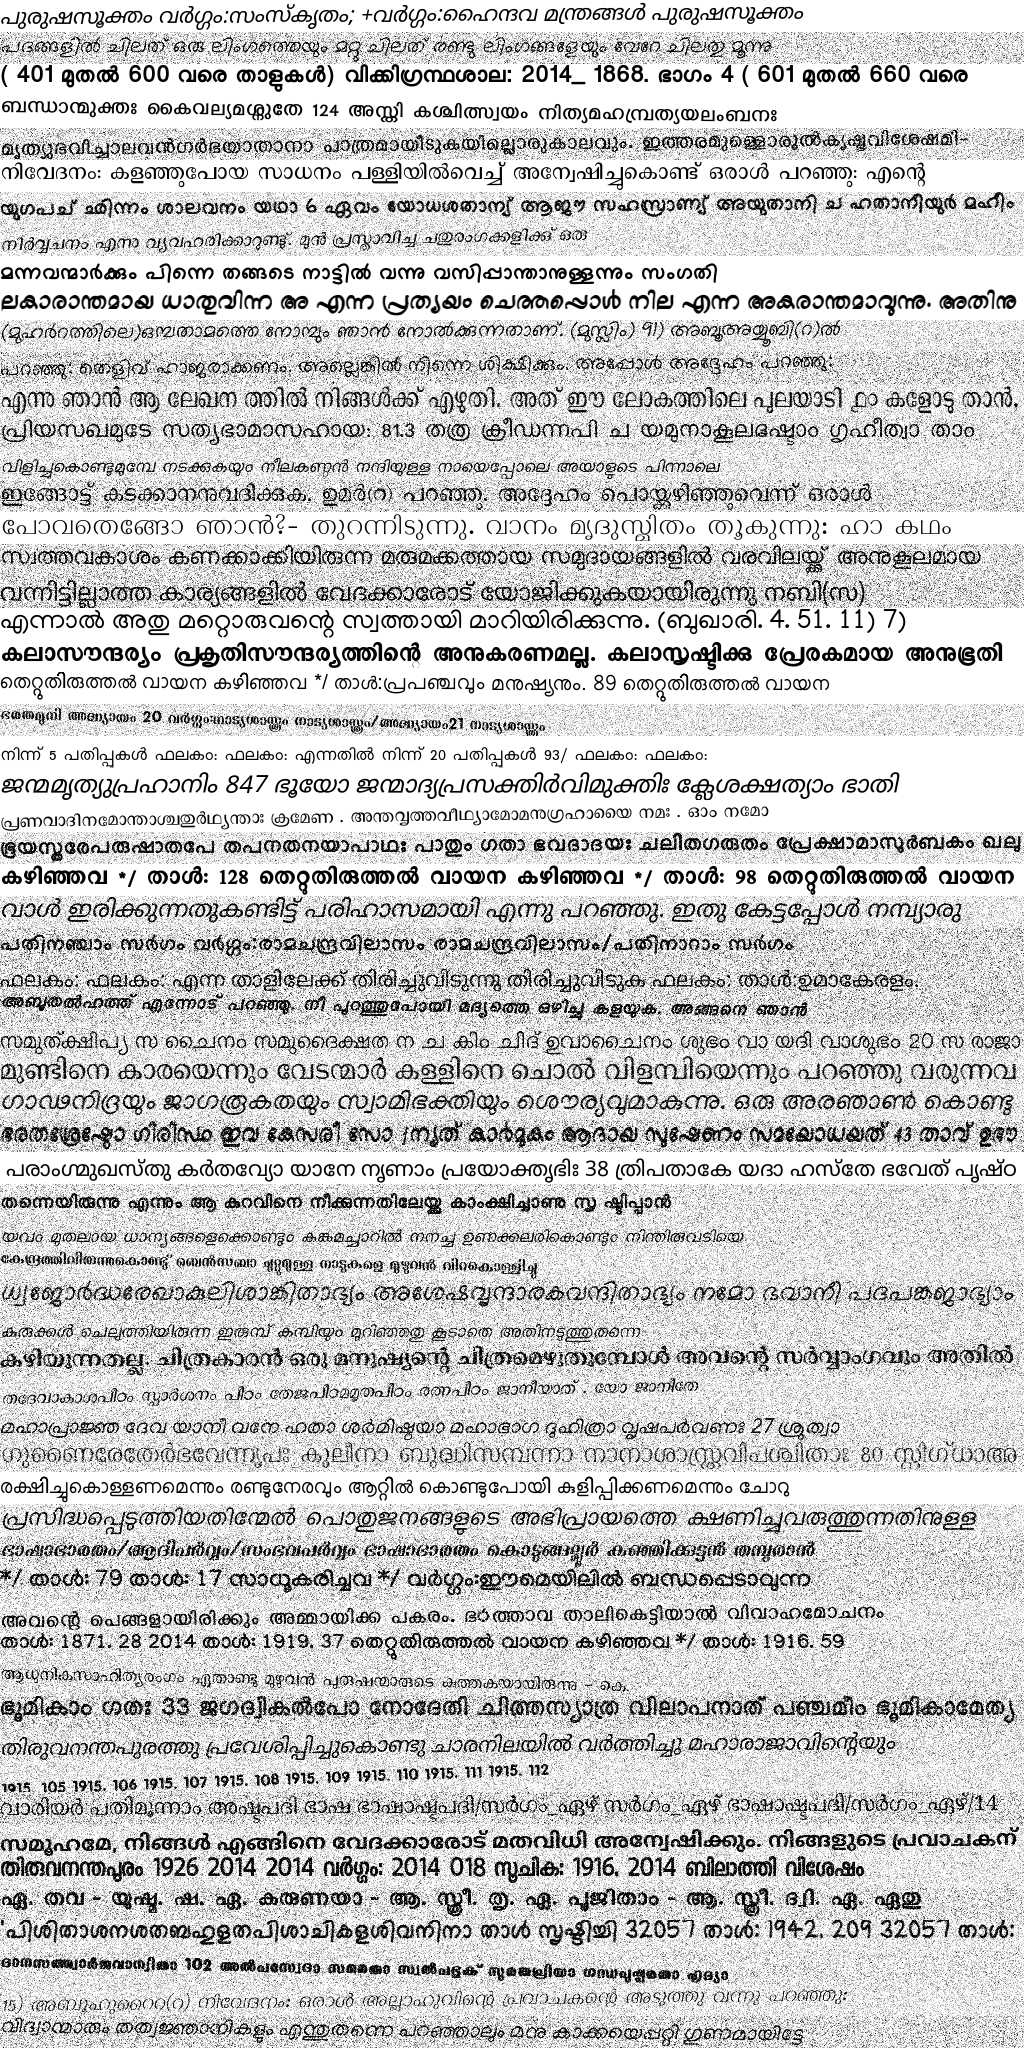 പുരുഷസൂക്തം വർഗ്ഗം:സംസ്കൃതം; +വർഗ്ഗം:ഹൈന്ദവ മന്ത്രങ്ങൾ പുരുഷസൂക്തം
പദങ്ങളിൽ ചിലത് ഒരു ലിംഗത്തെയും മറ്റു ചിലത് രണ്ടു ലിംഗങ്ങളേയും വേറേ ചിലതു മൂന്നു
( 401 മുതൽ 600 വരെ താളുകൾ) വിക്കിഗ്രന്ഥശാല: 2014_ 1868. ഭാഗം 4 ( 601 മുതൽ 660 വരെ
ബന്ധാന്മുക്തഃ കൈവല്യമശ്നുതേ 124 അസ്തി കശ്ചിത്സ്വയം നിത്യമഹമ്പ്രത്യയലംബനഃ
മൃത്യുഭവിച്ചാലവൻഗർഭയാതാനാ പാത്രമായീടുകയില്ലൊരുകാലവും. ഇത്തരമുള്ളൊരുൽകൃഷ്ടവിശേഷമി-
നിവേദനം: കളഞ്ഞുപോയ സാധനം പള്ളിയിൽവെച്ച് അന്വേഷിച്ചുകൊണ്ട് ഒരാൾ പറഞ്ഞു: എന്റെ
യുഗപച് ഛിന്നം ശാലവനം യഥാ 6 ഏവം യോധശതാന്യ് ആജൗ സഹസ്രാണ്യ് അയുതാനി ച ഹതാനീയുർ മഹീം
നിർവ്വചനം എന്നു വ്യവഹരിക്കാറുണ്ടു്. മുൻ പ്രസ്താവിച്ച ചതുരംഗക്കളിക്കു് ഒരു
മന്നവന്മാർക്കും പിന്നെ തങ്ങടെ നാട്ടിൽ വന്നു വസിപ്പാന്താനുള്ളന്നും സംഗതി
ലകാരാന്തമായ ധാതുവിന്ന അ എന്ന പ്രത്യയം ചെരുപ്പൊൾ നില എന്ന അകരാന്തമാവുന്നു. അതിനു
(മുഹർറത്തിലെ)ഒമ്പതാമത്തെ നോമ്പും ഞാൻ നോൽക്കുന്നതാണ്. (മുസ്ലിം) 91) അബൂഅയ്യൂബി(റ)ൽ
പറഞ്ഞു: തെളിവ് ഹാജരാക്കണം. അല്ലെങ്കിൽ നിന്നെ ശിക്ഷിക്കും. അപ്പോൾ അദ്ദേഹം പറഞ്ഞു:
എന്നു ഞാൻ ആ ലേഖന ത്തിൽ നിങ്ങൾക്ക് എഴുതി. അത് ഈ ലോകത്തിലെ പുലയാടി ്കാ കളോടു താൻ,
പ്രിയസഖമുടേ സത്യഭാമാസഹായ: 81.3 തത്ര ക്രീഡന്നപി ച യമുനാകൂലദൃഷ്ടാം ഗൃഹീത്വാ താം
വിളിച്ചുകൊണ്ടുമുമ്പേ നടക്കുകയും നീലകണ്ഠൻ നന്ദിയുള്ള നായെപ്പോലെ അയാളുടെ പിന്നാലെ
ഇങ്ങോട്ട് കടക്കാനനുവദിക്കുക. ഉമർ(റ) പറഞ്ഞു. അദ്ദേഹം പൊയ്ക്കഴിഞ്ഞുവെന്ന് ഒരാൾ
പോവതെങ്ങോ ഞാൻ?- തുറന്നിടുന്നു. വാനം മൃദുസ്മിതം തൂകുന്നു: ഹാ കഥം
സ്വത്തവകാശം കണക്കാക്കിയിരുന്ന മരുമക്കത്തായ സമുദായങ്ങളിൽ വരവിലയ്ക്ക് അനുകൂലമായ
വന്നിട്ടില്ലാത്ത കാര്യങ്ങളിൽ വേദക്കാരോട് യോജിക്കുകയായിരുന്നു നബി(സ)
എന്നാൽ അതു മറ്റൊരുവന്റെ സ്വത്തായി മാറിയിരിക്കുന്നു. (ബുഖാരി. 4. 51. 11) 7)
കലാസൗന്ദര്യം പ്രകൃതിസൗന്ദര്യത്തിന്റെ അനുകരണമല്ല. കലാസൃഷ്ടിക്കു പ്രേരകമായ അനുഭൂതി
തെറ്റുതിരുത്തൽ വായന കഴിഞ്ഞവ */ താൾ:പ്രപഞ്ചവും മനുഷ്യനും. 89 തെറ്റുതിരുത്തൽ വായന
ഭരതമുനി അദ്ധ്യായം 20 വർഗ്ഗം:നാട്യശാസ്ത്രം നാട്യശാസ്ത്രം/അദ്ധ്യായം21 നാട്യശാസ്ത്രം
നിന്ന് 5 പതിപ്പുകൾ ഫലകം: ഫലകം: എന്നതിൽ നിന്ന് 20 പതിപ്പുകൾ 93/ ഫലകം: ഫലകം:
ജന്മമൃത്യുപ്രഹാനിം 847 ഭൂയോ ജന്മാദ്യപ്രസക്തിർവിമുക്തിഃ ക്ലേശക്ഷത്യാം ഭാതി
പ്രണവാദിനമോന്താശ്ചതുർഥ്യന്താഃ ക്രമേണ . അന്തവൃത്തവീഥ്യാമോമനുഗ്രഹായൈ നമഃ . ഓം നമോ
ഭൂയസ്തരേപരുഷാതപേ തപനതനയാപാഥഃ പാതും ഗതാ ഭവദാദയഃ ചലിതഗരുതം പ്രേക്ഷാമാസുർബകം ഖലു
കഴിഞ്ഞവ */ താൾ: 128 തെറ്റുതിരുത്തൽ വായന കഴിഞ്ഞവ */ താൾ: 98 തെറ്റുതിരുത്തൽ വായന
വാൾ ഇരിക്കുന്നതുകണ്ടിട്ട് പരിഹാസമായി എന്നു പറഞ്ഞു. ഇതു കേട്ടപ്പോൾ നമ്പ്യാരു
പതിനഞ്ചാം സർഗം വർഗ്ഗം:രാമചന്ദ്രവിലാസം രാമചന്ദ്രവിലാസം/പതിനാറാം സർഗം
ഫലകം: ഫലകം: എന്ന താളിലേക്ക് തിരിച്ചുവിടുന്നു തിരിച്ചുവിടുക ഫലകം: താൾ:ഉമാകേരളം.
അബൂതൽഹത്ത് എന്നോട് പറഞ്ഞു. നീ പുറത്തുപോയി മദ്യത്തെ ഒഴിച്ചു കളയുക. അങ്ങനെ ഞാൻ
സമുത്ക്ഷിപ്യ സ ചൈനം സമുദൈക്ഷത ന ച കിം ചിദ് ഉവാചൈനം ശുഭം വാ യദി വാശുഭം 20 സ രാജാ
മുണ്ടിനെ കാരയെന്നും വേടന്മാർ കള്ളിനെ ചൊൽ വിളമ്പിയെന്നും പറഞ്ഞു വരുന്നവ
ഗാഢനിദ്രയും ജാഗരൂകതയും സ്വാമിഭക്തിയും ശൌര്യവുമാകുന്നു. ഒരു അരഞാൺ കൊണ്ടു
ഭരതശ്രേഷ്ഠോ ഗിരിസ്ഥം ഇവ കേസരീ സോ ഽന്യത് കാർമുകം ആദായ സുഷേണം സമയോധയത് 43 താവ് ഉഭൗ
പരാംഗ്മുഖസ്തു കർതവ്യോ യാനേ നൃണാം പ്രയോക്തൃഭിഃ 38 ത്രിപതാകേ യദാ ഹസ്തേ ഭവേത് പൃഷ്ഠ
തന്നെയിരുന്നു എന്നും ആ കുറവിനെ നീക്കുന്നതിലേയ്ക്കു കാംക്ഷിച്ചാണു സൃ ഷ്ടിപ്പാൻ
യവം മുതലായ ധാന്യങ്ങളെക്കൊണ്ടും കുങ്കുമച്ചാറിൽ നനച്ച ഉണക്കലരികൊണ്ടും നിന്തിരുവടിയെ
കേന്ദ്രത്തിൽവിരുന്നുകൊണ്ട് ബെൻസബാ ചുറ്റുമുള്ള നാടുകളെ മുഴുവൻ വിറകൊള്ളിച്ചു
ധ്വജോർദ്ധരേഖാകുലിശാങ്കിതാഭ്യം അശേഷവൃന്ദാരകവന്ദിതാഭ്യം നമോ ഭവാനീ പദപങ്കജാഭ്യാം
കുരുക്കൾ ചെലുത്തിയിരുന്ന ഇരുമ്പ് കമ്പിയും മുറിഞ്ഞതു കൂടാതെ അതിനടുത്തുതന്നെ
കഴിയുന്നതല്ല. ചിത്രകാരൻ ഒരു മനുഷ്യന്റെ ചിത്രമെഴുതുമ്പോൾ അവന്റെ സർവ്വാംഗവും അതിൽ
തദേവാകാശപീഠം സ്പാർശനം പീഠം തേജപീഠമമൃതപീഠം രത്നപീഠം ജാനീയാത് . യോ ജാനീതേ
മഹാപ്രാജ്ഞ ദേവ യാനീ വനേ ഹതാ ശർമിഷ്ഠയാ മഹാഭാഗ ദുഹിത്രാ വൃഷപർവണഃ 27 ശ്രുത്വാ
ഗുണൈരേതേർഭവേന്നൃപഃ കുലീനാ ബുദ്ധിസമ്പന്നാ നാനാശാസ്ത്രവിപശ്ചിതാഃ 80 സ്നിഗ്ധാഅ
രക്ഷിച്ചുകൊള്ളണമെന്നും രണ്ടുനേരവും ആറ്റിൽ കൊണ്ടുപോയി കുളിപ്പിക്കണമെന്നും ചോറു
പ്രസിദ്ധപ്പെടുത്തിയതിന്മേൽ പൊതുജനങ്ങളുടെ അഭിപ്രായത്തെ ക്ഷണിച്ചുവരുത്തുന്നതിനുള്ള
ഭാഷാഭാരതം/ആദിപർവ്വം/സംഭവപർവ്വം ഭാഷാഭാരതം കൊടുങ്ങല്ലൂർ കുഞ്ഞിക്കുട്ടൻ തമ്പുരാൻ
*/ താൾ: 79 താൾ: 17 സാധൂകരിച്ചവ */ വർഗ്ഗം:ഈമെയിലിൽ ബന്ധപ്പെടാവുന്ന
അവന്റെ പെങ്ങളായിരിക്കും അമ്മായിക്ക പകരം. ഭർത്താവ താലികെട്ടിയാൽ വിവാഹമോചനം
താൾ: 1871. 28 2014 താൾ: 1919. 37 തെറ്റുതിരുത്തൽ വായന കഴിഞ്ഞവ */ താൾ: 1916. 59
ആധുനികസാഹിത്യരംഗം ഏതാണ്ടു മുഴുവൻ പുരുഷന്മാരുടെ കുത്തകയായിരുന്നു – കെ.
ഭൂമികാം ഗതഃ 33 ജഗദ്വികൽപോ നോദേതി ചിത്തസ്യാത്ര വിലാപനാത് പഞ്ചമീം ഭൂമികാമേത്യ
തിരുവനന്തപുരത്തു പ്രവേശിപ്പിച്ചുകൊണ്ടു ചാരനിലയിൽ വർത്തിച്ചു മഹാരാജാവിന്റെയും
1915. 105 1915. 106 1915. 107 1915. 108 1915. 109 1915. 110 1915. 111 1915. 112
വാരിയർ പതിമൂന്നാം അഷ്ടപദി ഭാഷ ഭാഷാഷ്ടപദി/സർഗം_ഏഴ് സർഗം_ഏഴ് ഭാഷാഷ്ടപദി/സർഗം_ഏഴ്/14
സമൂഹമേ, നിങ്ങൾ എങ്ങിനെ വേദക്കാരോട് മതവിധി അന്വേഷിക്കും. നിങ്ങളുടെ പ്രവാചകന്
തിരുവനന്തപുരം 1926 2014 2014 വർഗ്ഗം: 2014 018 സൂചിക: 1916. 2014 ബിലാത്തി വിശേഷം
ഏ. തവ – യുഷ്മ. ഷ. ഏ. കരുണയാ – ആ. സ്ത്രീ. തൃ. ഏ. പൂജിതാം – ആ. സ്ത്രീ. ദ്വി. ഏ. ഏതു
'പിശിതാശനശതബഹുളതപിശാചികളശിവനിനാ താൾ സൃഷ്ടിച്ചി 32057 താൾ: 1942. 209 32057 താൾ:
ദാനസത്ത്വാർജവാന്വിതാ 102 അൽപസ്വേദാ സമരതാ സ്വൽപഭുക് സുരതപ്രിയാ ഗന്ധപുഷ്പരതാ ഹൃദ്യാ
15) അബൂഹുറൈറ(റ) നിവേദനം: ഒരാൾ അല്ലാഹുവിന്റെ പ്രവാചകന്റെ അടുത്തു വന്നു പറഞ്ഞു:
വിദ്വാന്മാരും തത്വജ്ഞാനികളും എന്തുതന്നെ പറഞ്ഞാലും മനു കാക്കയെപ്പറ്റി ഗുണമായിട്ടേ